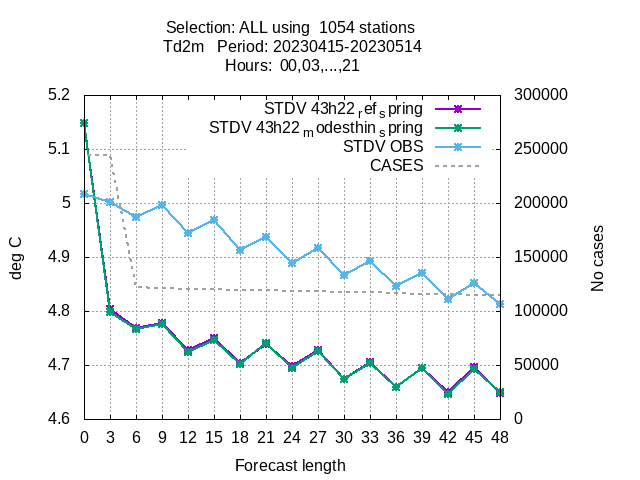 Selection: ALL using  1054 stations
Td2m   Period: 20230415-20230514
Hours:  00,03,...,21
5.2
5.1
5
4.9
4.8
4.7
4.6
300000
250000
200000
150000
100000
50000
0
STDV 43h22refspring
STDV 43h22modesthinspring
STDV OBS
CASES
deg C
No cases
0 3 6 9 12 15 18 21 24 27 30 33 36 39 42 45 48
Forecast length